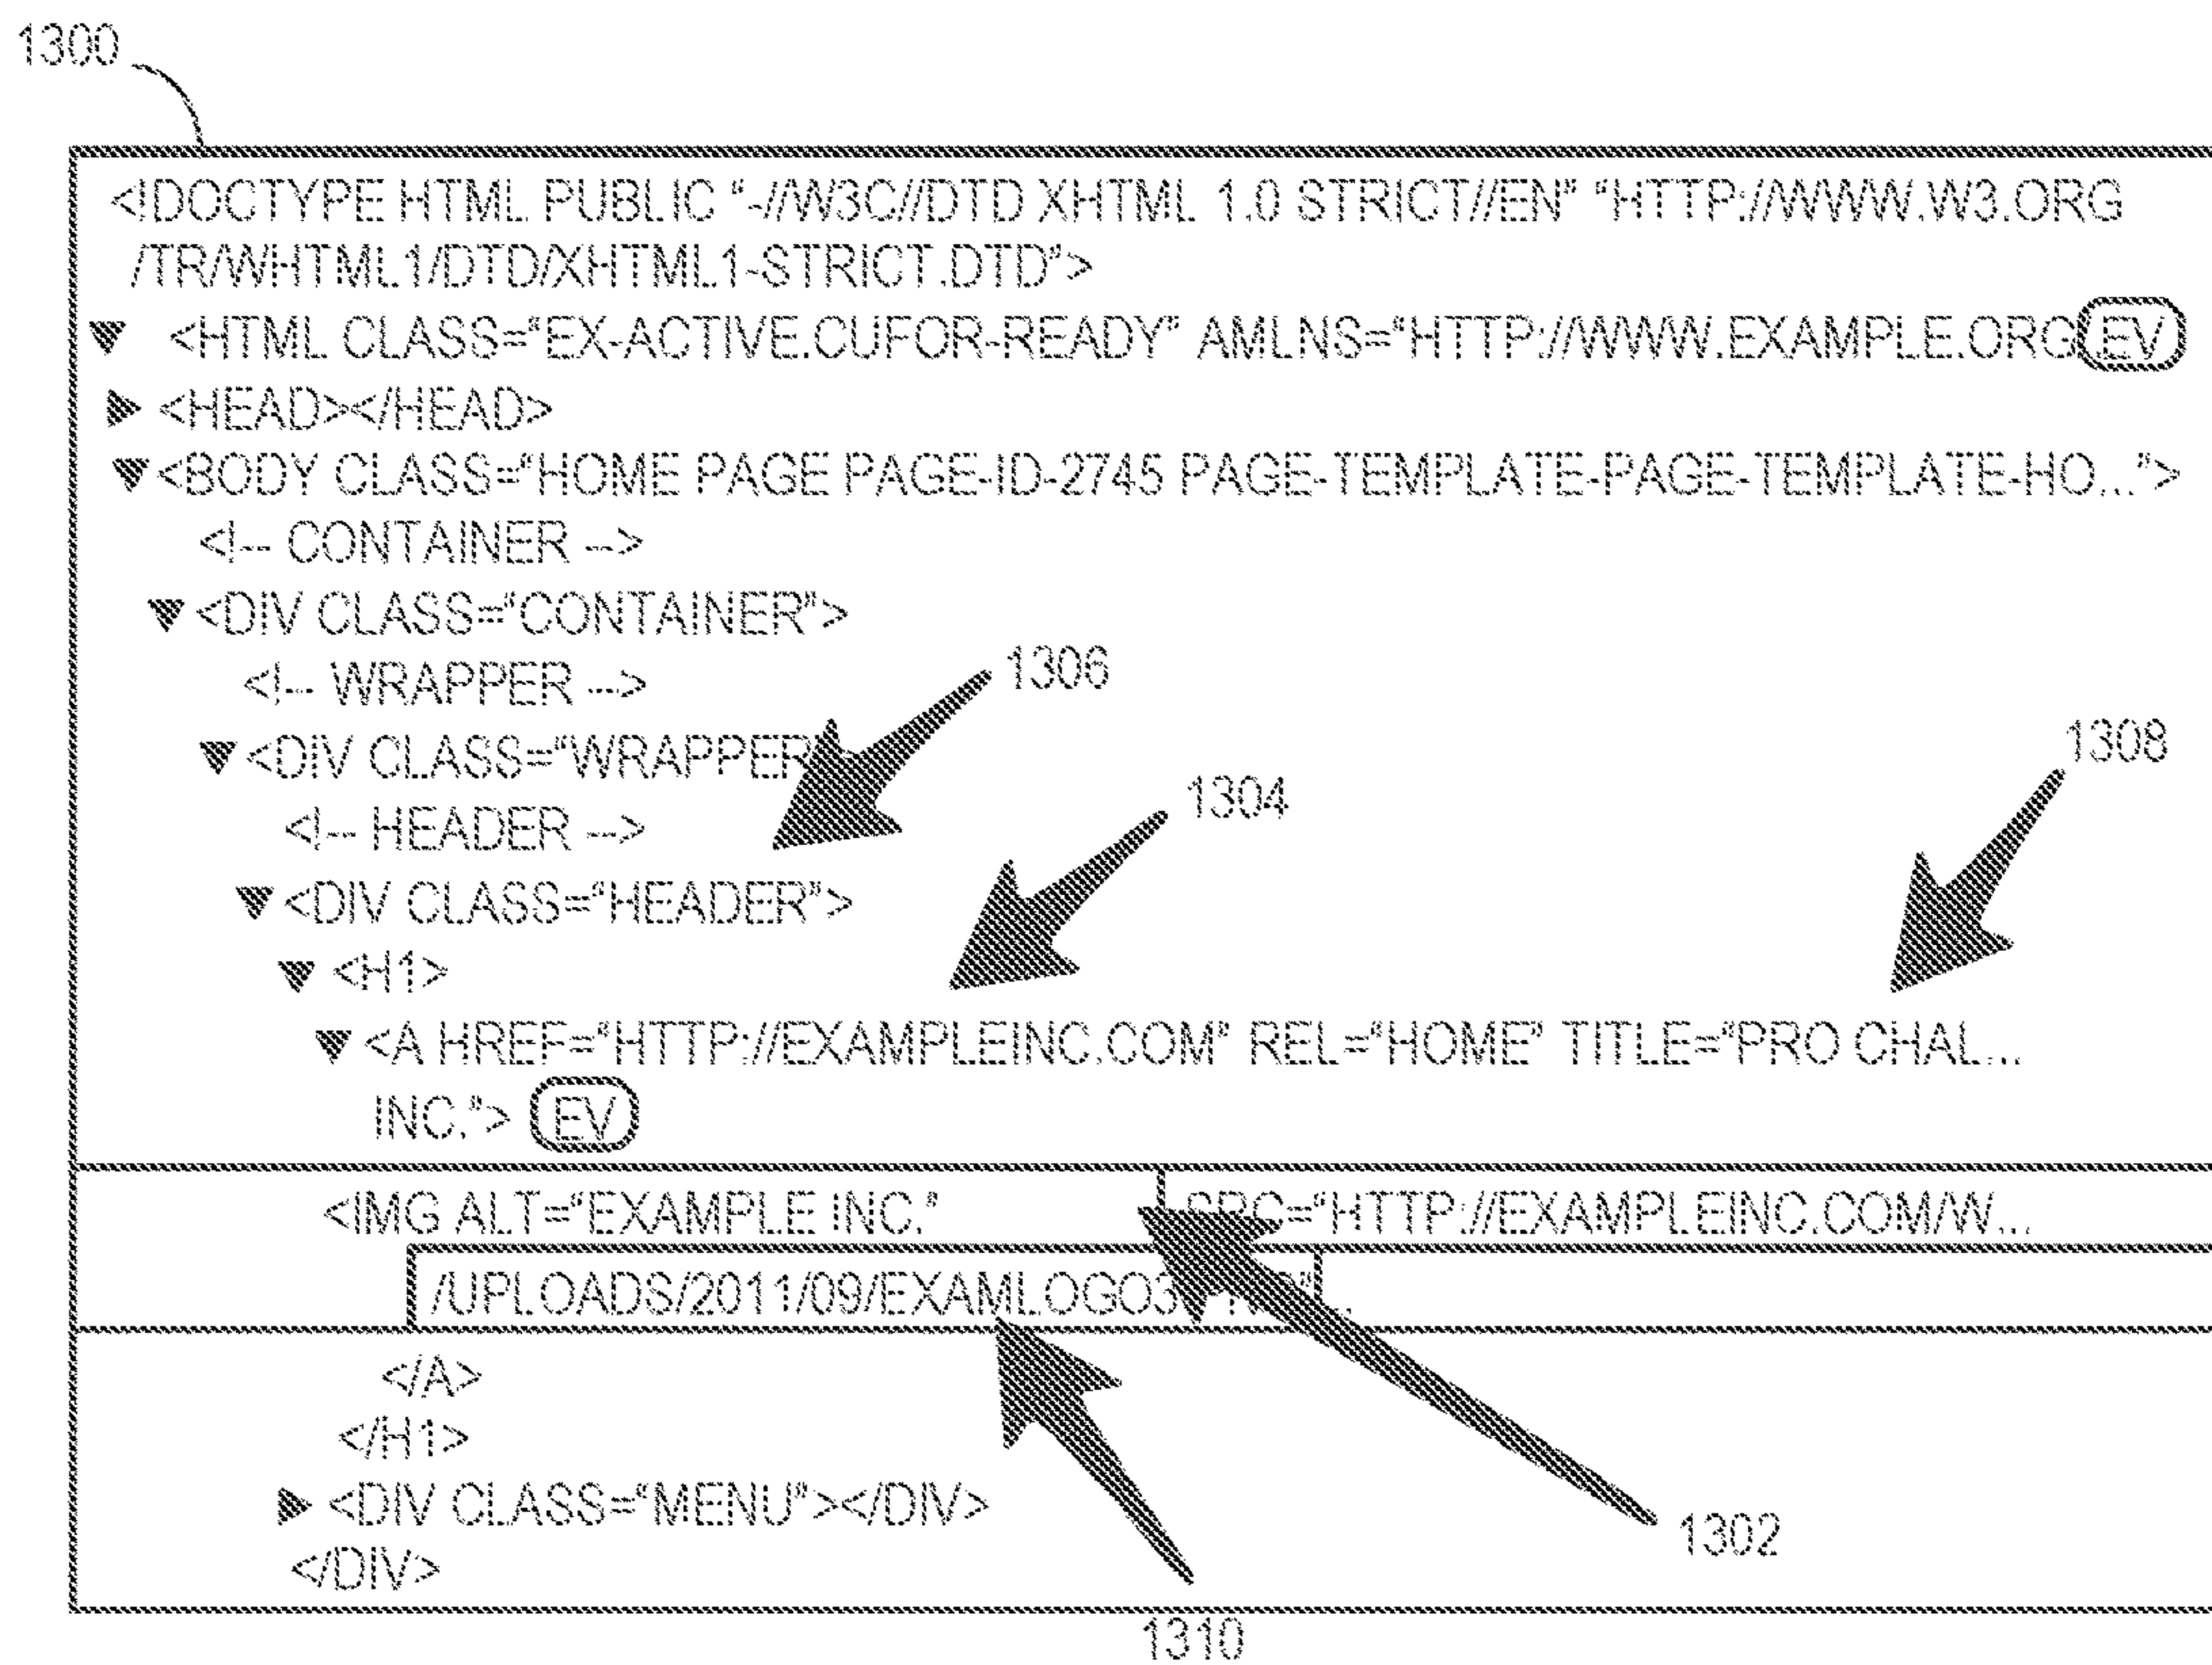 1300
<!DOCTYPE HTML PUBLIC “-//W3C//DTD XHTML 1.0 STRICT//EN” “HTTP://WWW.W3.ORG
/TR/WHTML1/DTD/XHTML1-STRICT.DTD”>
<HTML CLASS=“EX-ACTIVE.CUFOR-READY” AMLNS=“HTTP://WWW.EXAMPLE.ORG EV
<HEAD></HEAD>
<BODY CLASS=“HOME PAGE PAGE-ID-2745 PAGE-TEMPLATE-PAGE-TEMPLATE-HO...”>
<!-- CONTAINER -->
<DIV CLASS=“CONTAINER”>
<!-- WRAPPER -->
1306
<DIV CLASS=“WRAPPER
1308
1304
<!-- HEADER -->
<DIV CLASS=“HEADER”>
<H1>
<A HREF=“HTTP://EXAMPLEINC.COM” REL=“HOME” TITLE=“PRO CHAL...
INC.”> EV
<IMG ALT=“EXAMPLE INC.” SRC=“HTTP://EXAMPLEINC.COM/W...
/UPLOADS/2011/09/EXAMLOGO3
</A>
</H1>
<DIV CLASS=“MENU”></DIV>
1302
</DIV>
1310